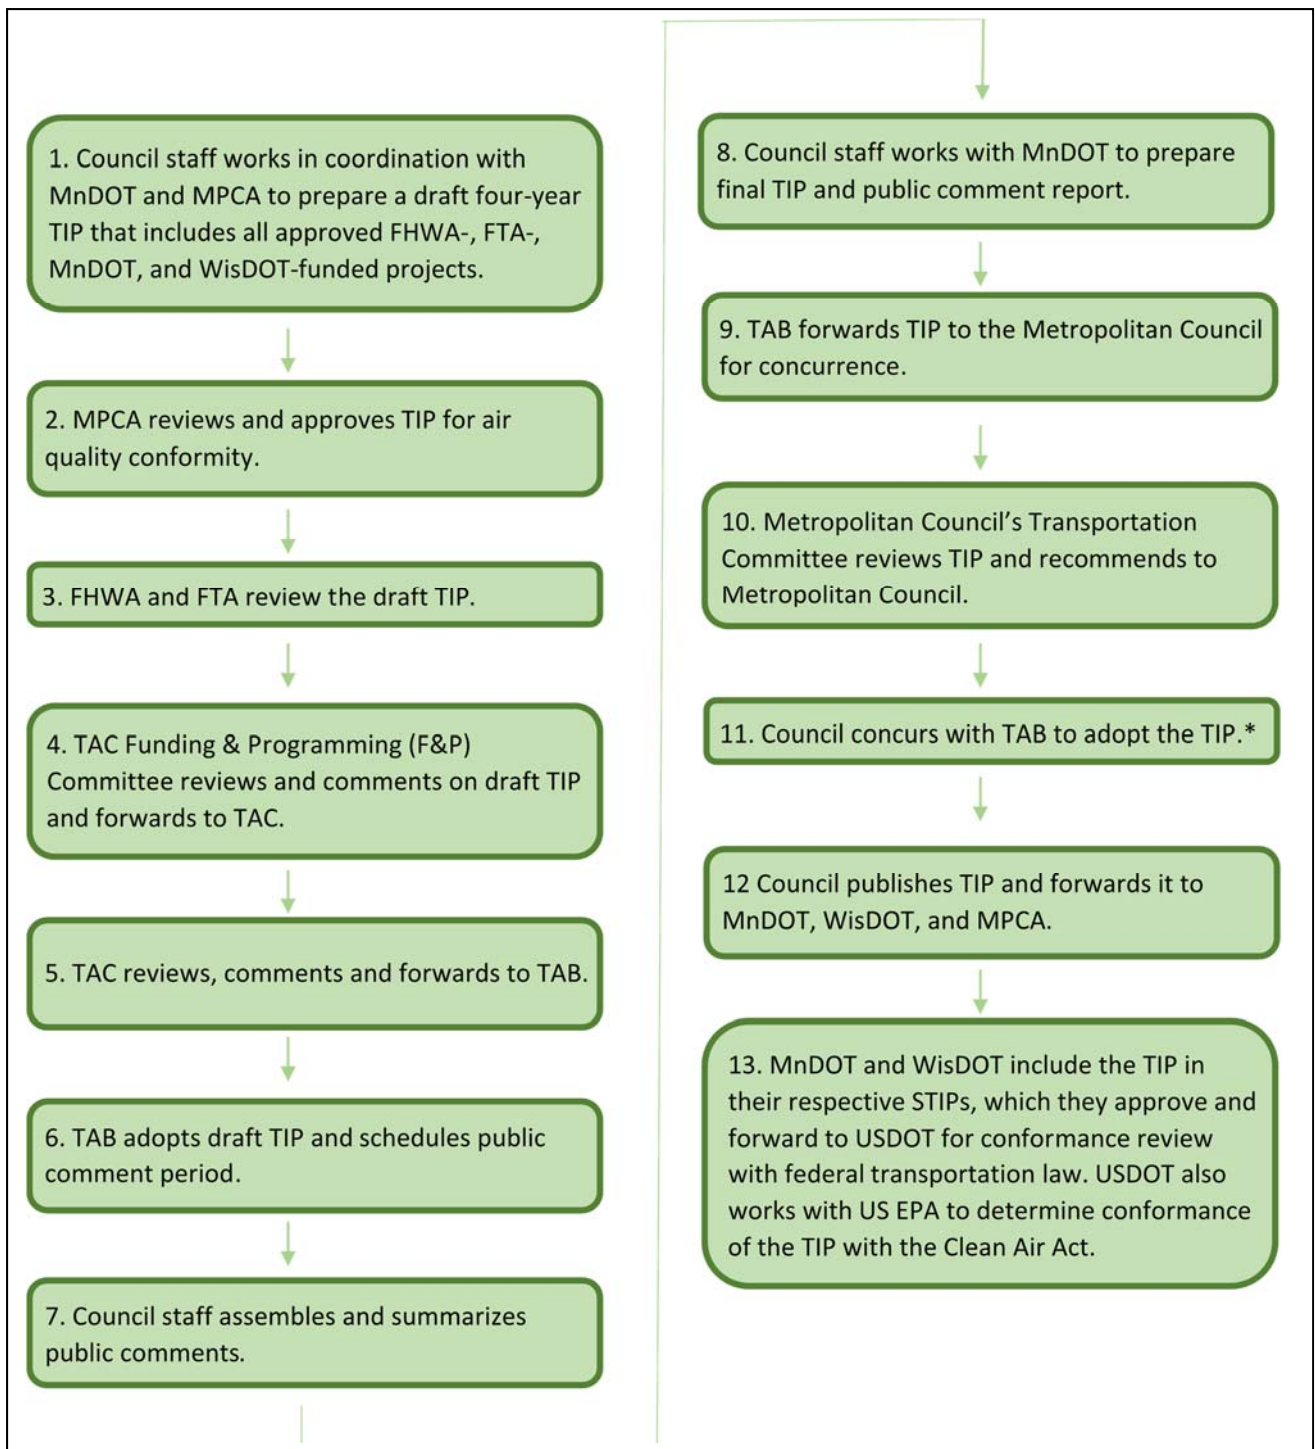 1. Council staff works in coordination with
MnDOT and MPCA to prepare a draft four-year
TIP that includes all approved FHWA-, FTA-,
MnDOT, and WisDOT-funded projects.
2. MPCA reviews and approves TIP for air
quality conformity.
3. FHWA and FTA review the draft TIP.
4. TAC Funding & Programming (F&P)
Committee reviews and comments on draft TIP
and forwards to TAC.
5. TAC reviews, comments and forwards to TAB.
6. TAB adopts draft TIP and schedules public
comment period.
7. Council staff assembles and summarizes
public comments.
8. Council staff works with MnDOT to prepare
final TIP and public comment report.
9. TAB forwards TIP to the Metropolitan Council
for concurrence.
10. Metropolitan Council’s Transportation
Committee reviews TIP and recommends to
Metropolitan Council.
11. Council concurs with TAB to adopt the TIP.*
12 Council publishes TIP and forwards it to
MnDOT, WisDOT, and MPCA.
13. MnDOT and WisDOT include the TIP in
their respective STIPs, which they approve and
forward to USDOT for conformance review
with federal transportation law. USDOT also
works with US EPA to determine conformance
of the TIP with the Clean Air Act.